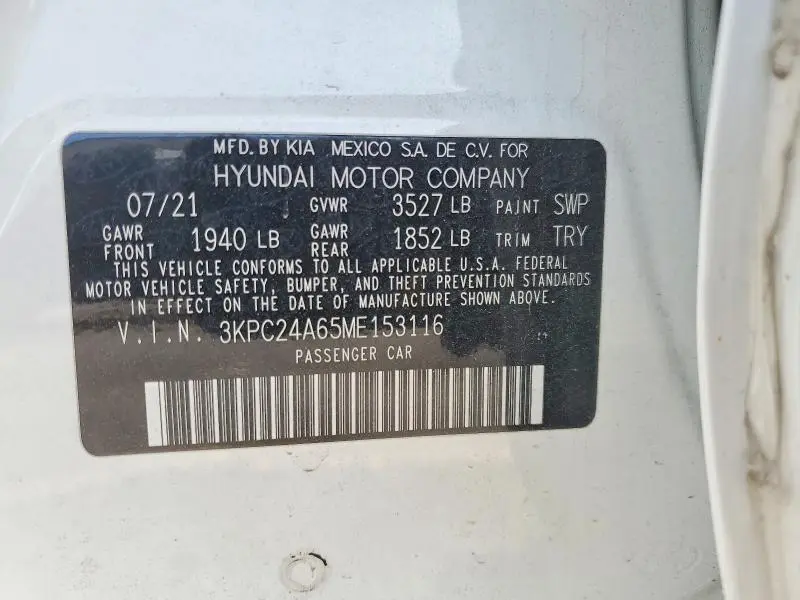 MFD. BY KIA MEXICO S.A. DE C.V. FOR
HYUNDAI MOTOR COMPANY
07/21 GVWR 3527 LB PAINT SWP
GAWR FRONT 1940 LB GAWR REAR 1852 LB TRIM TRY
THIS VEHICLE CONFORMS TO ALL APPLICABLE U.S.A. FEDERAL
MOTOR VEHICLE SAFETY, BUMPER, AND THEFT PREVENTION STANDARDS
IN EFFECT ON THE DATE OF MANUFACTURE SHOWN ABOVE.
V.I.N. 3KPC24A65ME153116
PASSENGER CAR